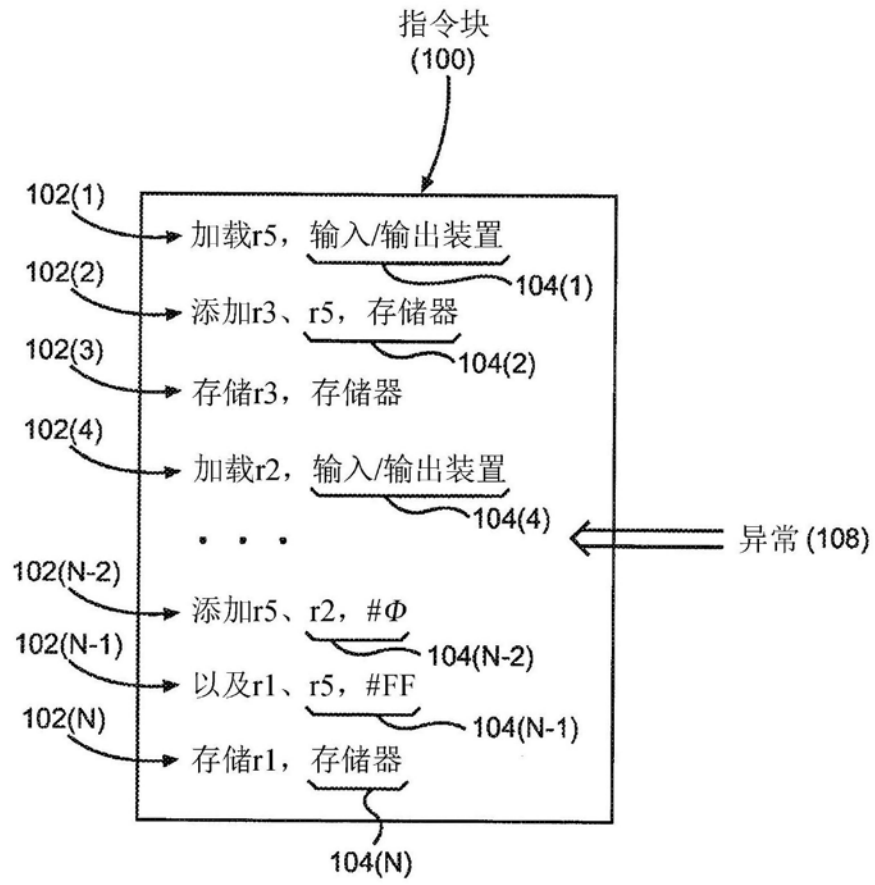 指令块
(100)
102(1)
加载r5，输入/输出装置
104(1)
102(2)
添加r3、r5，存储器
104(2)
102(3)
存储r3，存储器
102(4)
加载r2，输入/输出装置
104(4)
. . .
异常 (108)
102(N-2)
添加r5、r2，#Φ
104(N-2)
102(N-1)
以及r1、r5，#FF
104(N-1)
102(N)
存储r1，存储器
104(N)